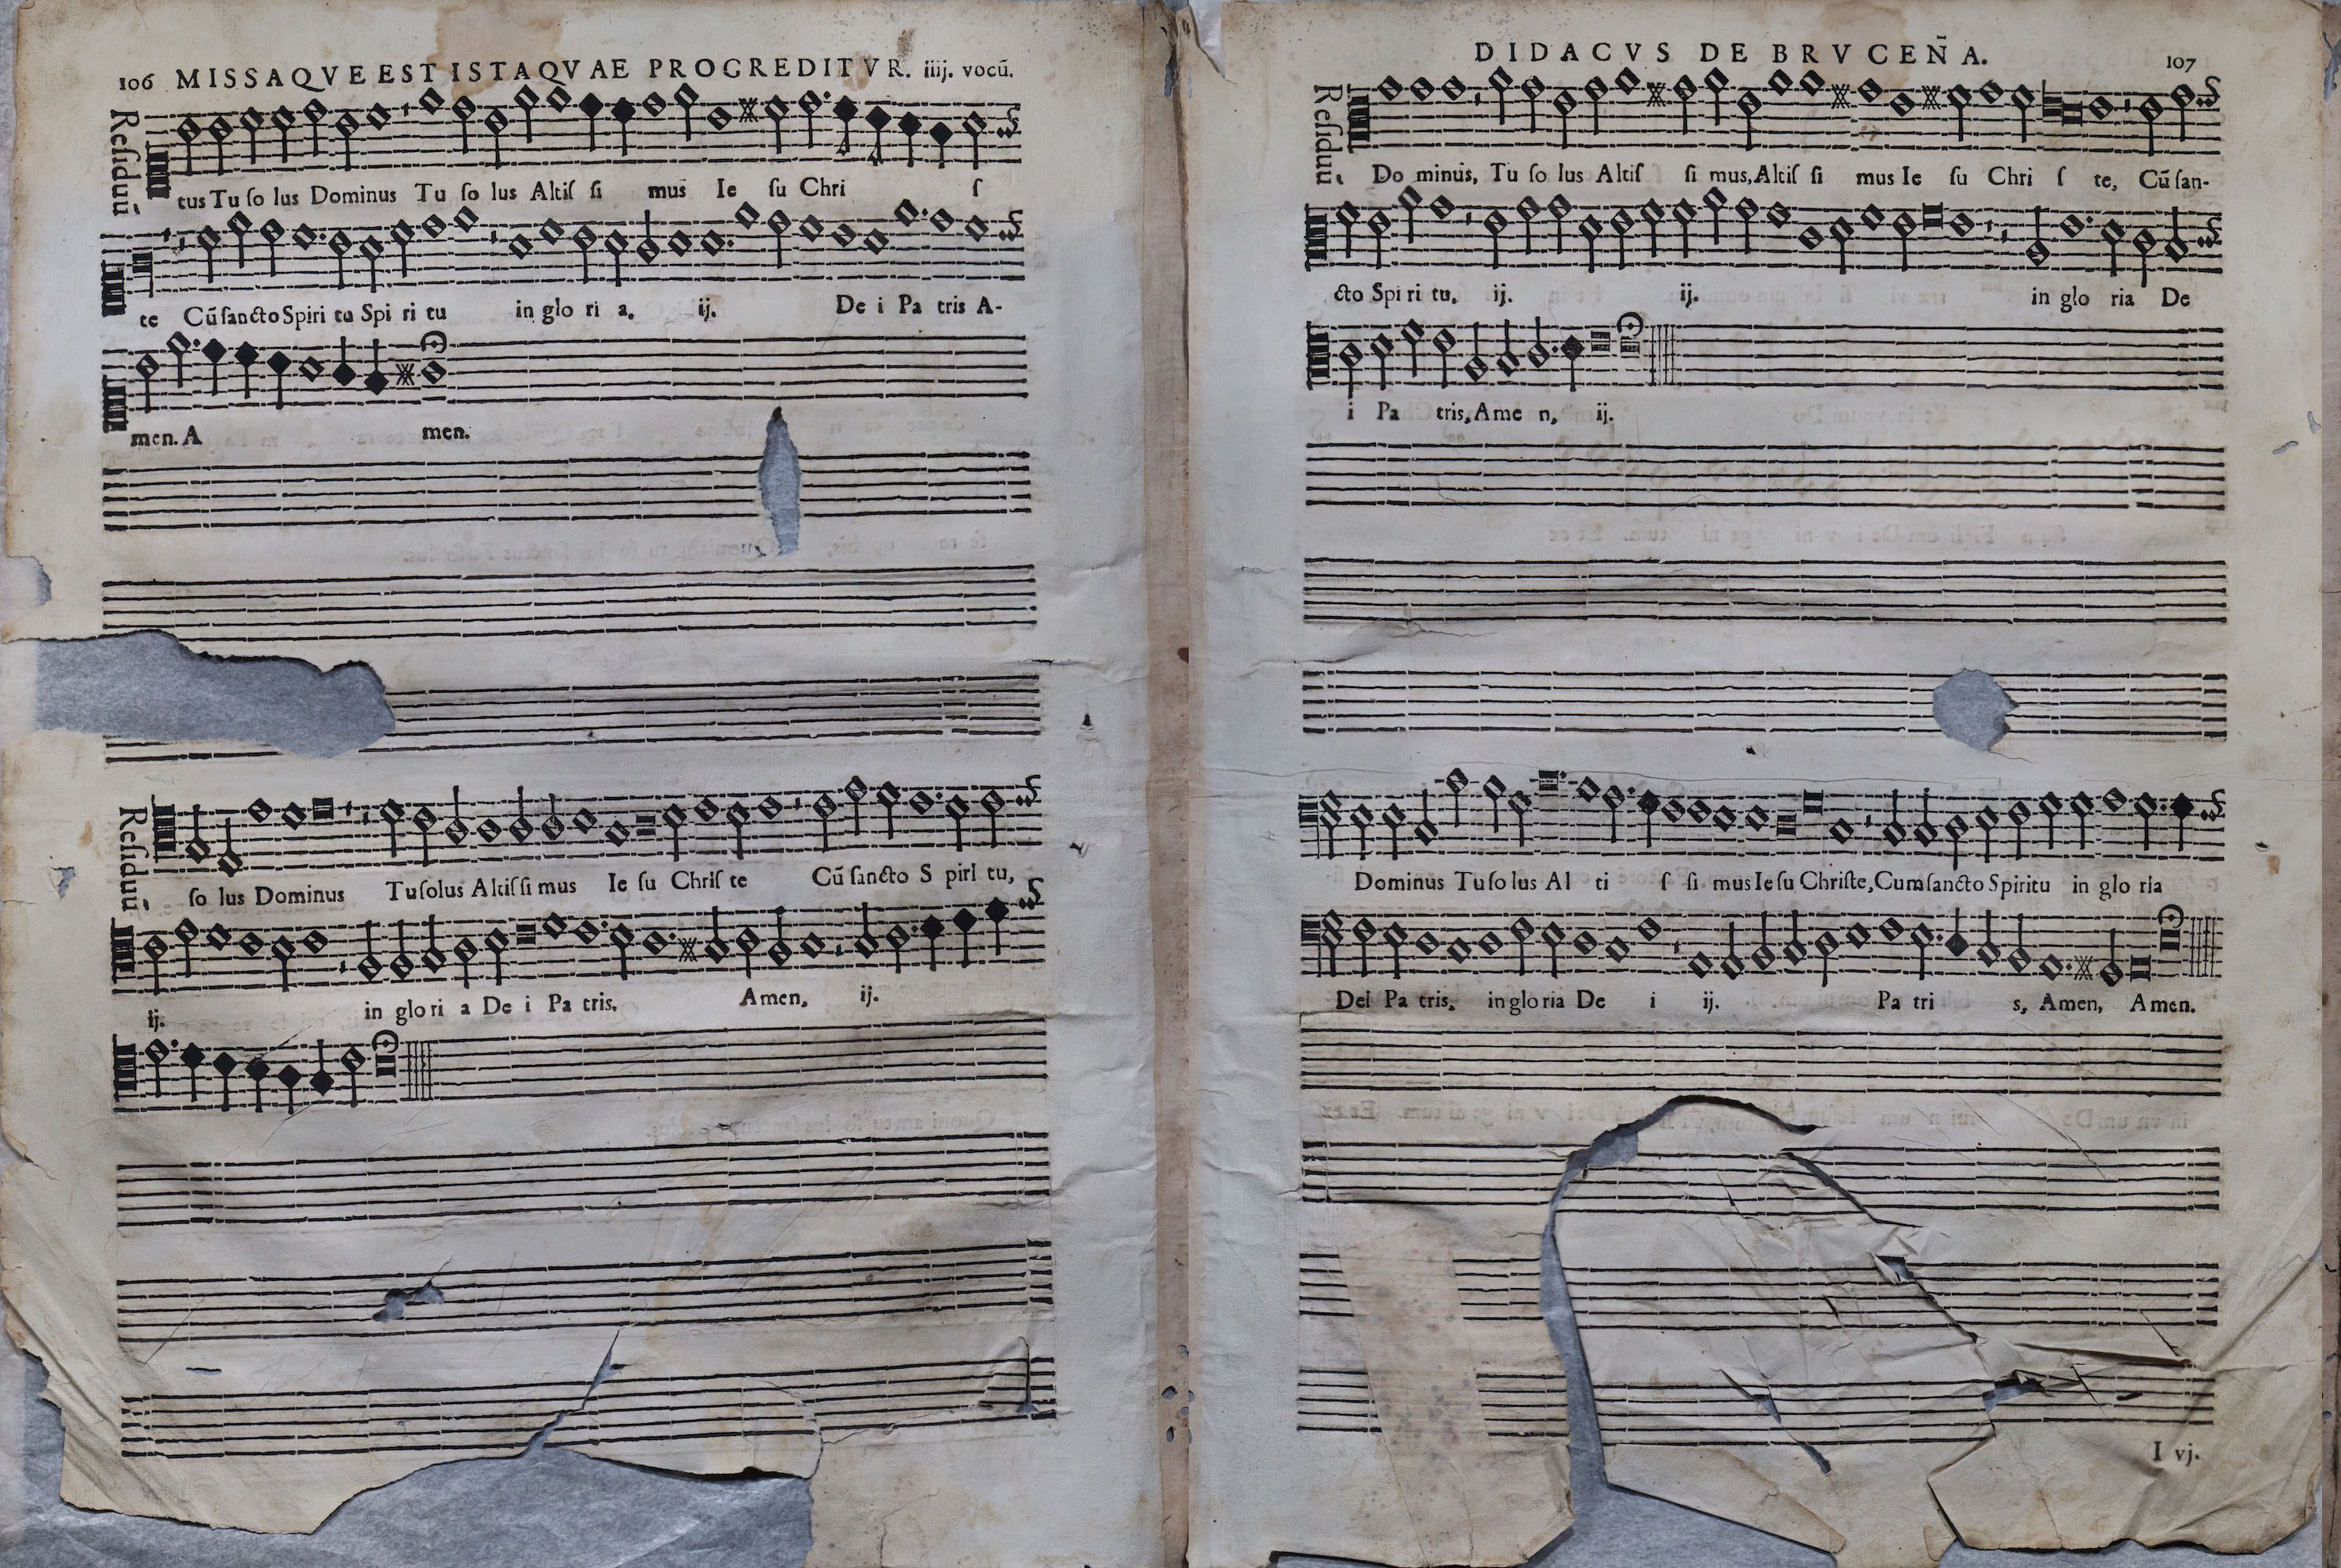 106 MISSA QVE EST ISTA QVAE PROGREDITVR. iiij. vocũ.
Reſiduũ
tus Tu ſo lus Dominus Tu ſo lus Altiſ ſi mus Ie ſu Chri ſ
te Cũ ſancto Spiri tu Spi ri tu in glo ri a. ij. De i Pa tris A-
men. A men.
Reſiduũ
ſo lus Dominus Tu ſolus Altiſ ſi mus Ie ſu Chriſ te Cũ ſancto S piri tu,
ij. in glo ri a De i Pa tris. Amen, ij.
DIDACVS DE BRVCEÑA. 107
Reſiduũ
Do minus, Tu ſo lus Altiſ ſi mus, Altiſ ſi mus Ie ſu Chri ſ te, Cũ ſan-
cto Spi ri tu, ij. ij. in glo ria De
i Pa tris, Ame n, ij.
Dominus Tu ſo lus Al ti ſ ſi mus Ie ſu Chriſte, Cum ſancto Spiritu in glo ria
Dei Pa tris, in glo ria De i ij. Pa tri s, Amen, Amen.
I vj.